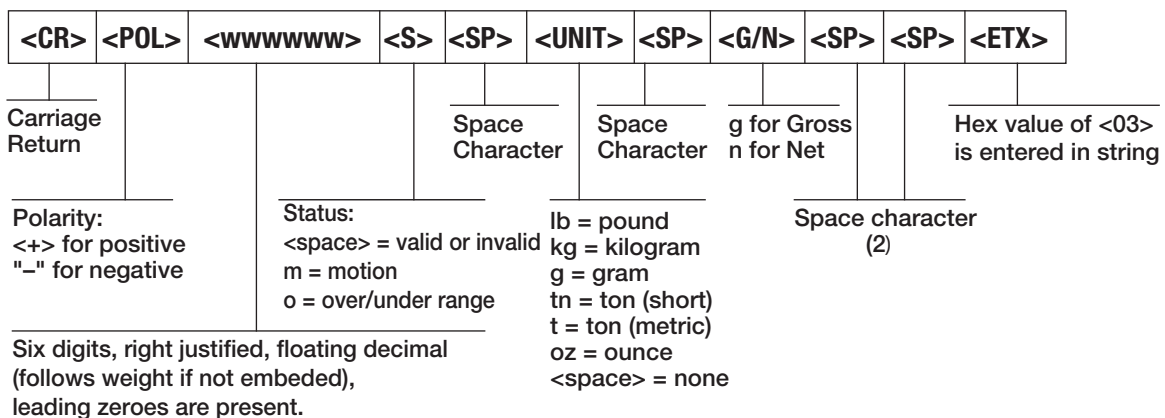 <CR> <POL> <wwwwww> <S> <SP> <UNIT> <SP> <G/N> <SP> <SP> <ETX>
Carriage
Return
Space
Character
Space
Character
g for Gross
n for Net
Hex value of <03>
is entered in string
Polarity:
<+> for positive
"–" for negative
Status:
<space> = valid or invalid
m = motion
o = over/under range
lb = pound
kg = kilogram
g = gram
tn = ton (short)
t = ton (metric)
oz = ounce
<space> = none
Space character
(2)
Six digits, right justified, floating decimal
(follows weight if not embeded),
leading zeroes are present.